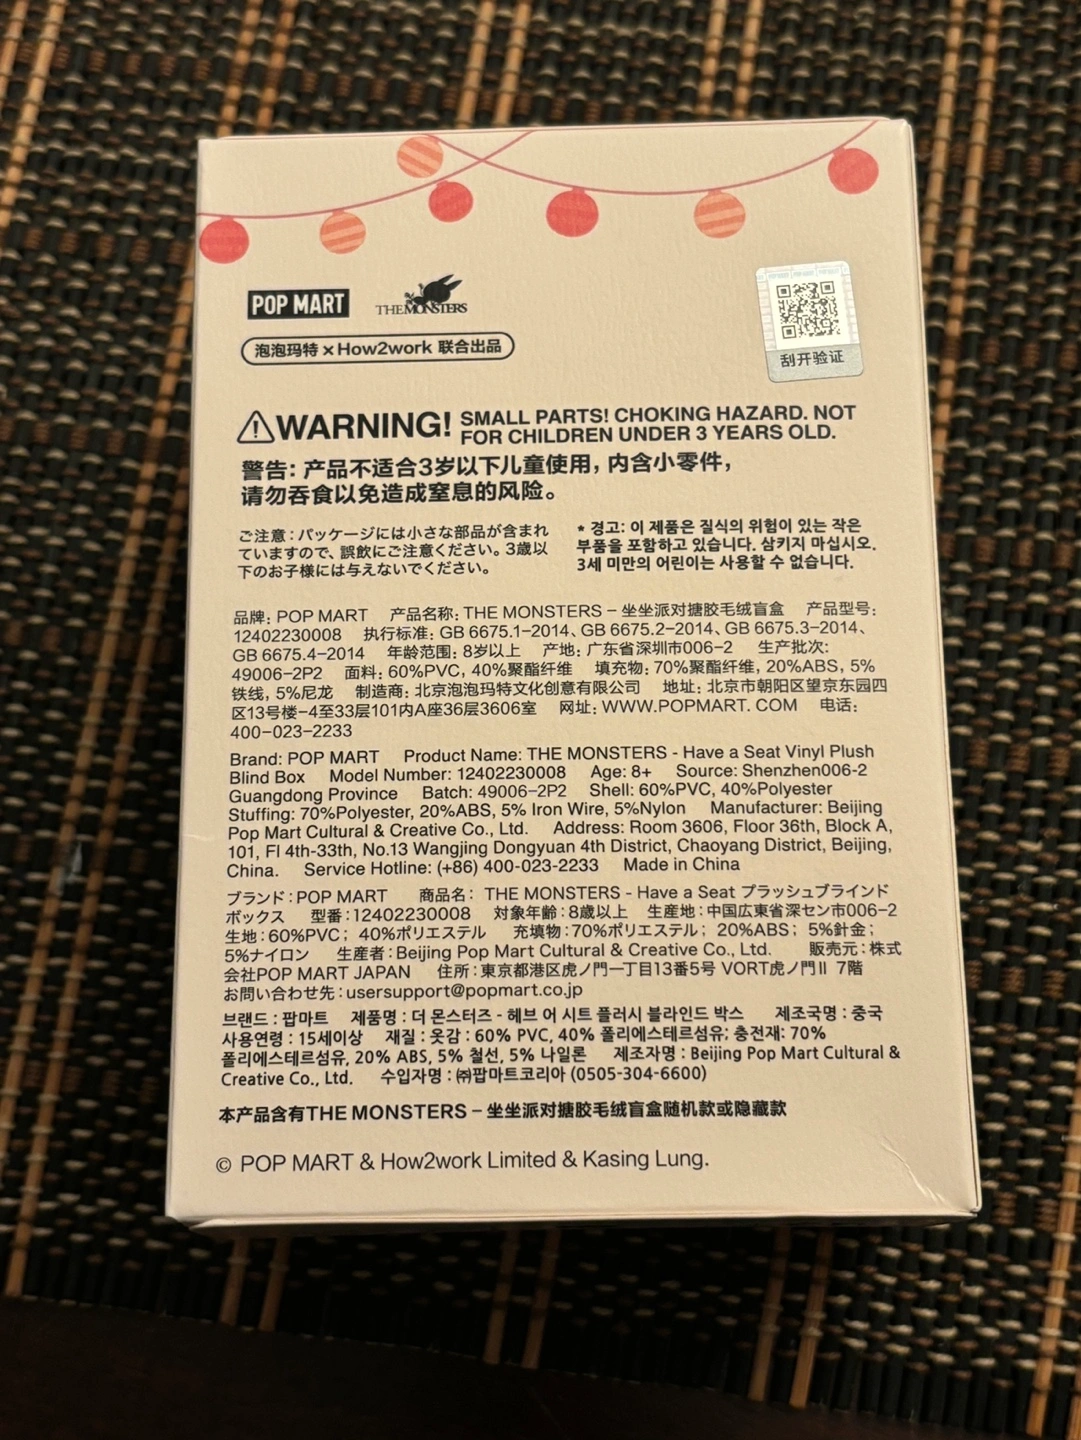 POP MART
THE MONSTERS
泡泡玛特×How2work 联合出品
刮开验证
WARNING! SMALL PARTS! CHOKING HAZARD. NOT
FOR CHILDREN UNDER 3 YEARS OLD.
警告: 产品不适合3岁以下儿童使用, 内含小零件,
请勿吞食以免造成窒息的风险。
ご注意:パッケージには小さな部品が含まれ
ていますので、誤飲にご注意ください。3歳以
下のお子様には与えないでください。
* 경고: 이 제품은 질식의 위험이 있는 작은
부품을 포함하고 있습니다. 삼키지 마십시오.
3세 미만의 어린이는 사용할 수 없습니다.
品牌: POP MART 产品名称: THE MONSTERS – 坐坐派对搪胶毛绒盲盒 产品型号:
12402230008 执行标准: GB 6675.1-2014、GB 6675.2-2014、GB 6675.3-2014、
GB 6675.4-2014 年龄范围: 8岁以上 产地: 广东省深圳市006-2 生产批次:
49006-2P2 面料: 60%PVC, 40%聚酯纤维 填充物: 70%聚酯纤维, 20%ABS, 5%
铁线, 5%尼龙 制造商: 北京泡泡玛特文化创意有限公司 地址: 北京市朝阳区望京东园四
区13号楼-4至33层101内A座36层3606室 网址: WWW.POPMART. COM 电话:
400-023-2233
Brand: POP MART Product Name: THE MONSTERS - Have a Seat Vinyl Plush
Blind Box Model Number: 12402230008 Age: 8+ Source: Shenzhen006-2
Guangdong Province Batch: 49006-2P2 Shell: 60%PVC, 40%Polyester
Stuffing: 70%Polyester, 20%ABS, 5% Iron Wire, 5%Nylon Manufacturer: Beijing
Pop Mart Cultural & Creative Co., Ltd. Address: Room 3606, Floor 36th, Block A,
101, Fl 4th-33th, No.13 Wangjing Dongyuan 4th District, Chaoyang District, Beijing,
China. Service Hotline: (+86) 400-023-2233 Made in China
ブランド:POP MART 商品名: THE MONSTERS - Have a Seat プラッシュブラインド
ボックス 型番:12402230008 対象年齢:8歳以上 生産地:中国広東省深セン市006-2
生地:60%PVC; 40%ポリエステル 充填物:70%ポリエステル; 20%ABS; 5%針金;
5%ナイロン 生産者:Beijing Pop Mart Cultural & Creative Co., Ltd. 販売元:株式
会社POP MART JAPAN 住所:東京都港区虎ノ門一丁目13番5号 VORT虎ノ門Ⅱ 7階
お問い合わせ先:usersupport@popmart.co.jp
브랜드 : 팝마트 제품명 : 더 몬스터즈 - 헤브 어 시트 플러시 블라인드 박스 제조국명 : 중국
사용연령 : 15세이상 재질 : 옷감 : 60% PVC, 40% 폴리에스테르섬유; 충전재: 70%
폴리에스테르섬유, 20% ABS, 5% 철선, 5% 나일론 제조자명 : Beijing Pop Mart Cultural &
Creative Co., Ltd. 수입자명 : ㈜팝마트코리아 (0505-304-6600)
本产品含有THE MONSTERS – 坐坐派对搪胶毛绒盲盒随机款或隐藏款
© POP MART & How2work Limited & Kasing Lung.